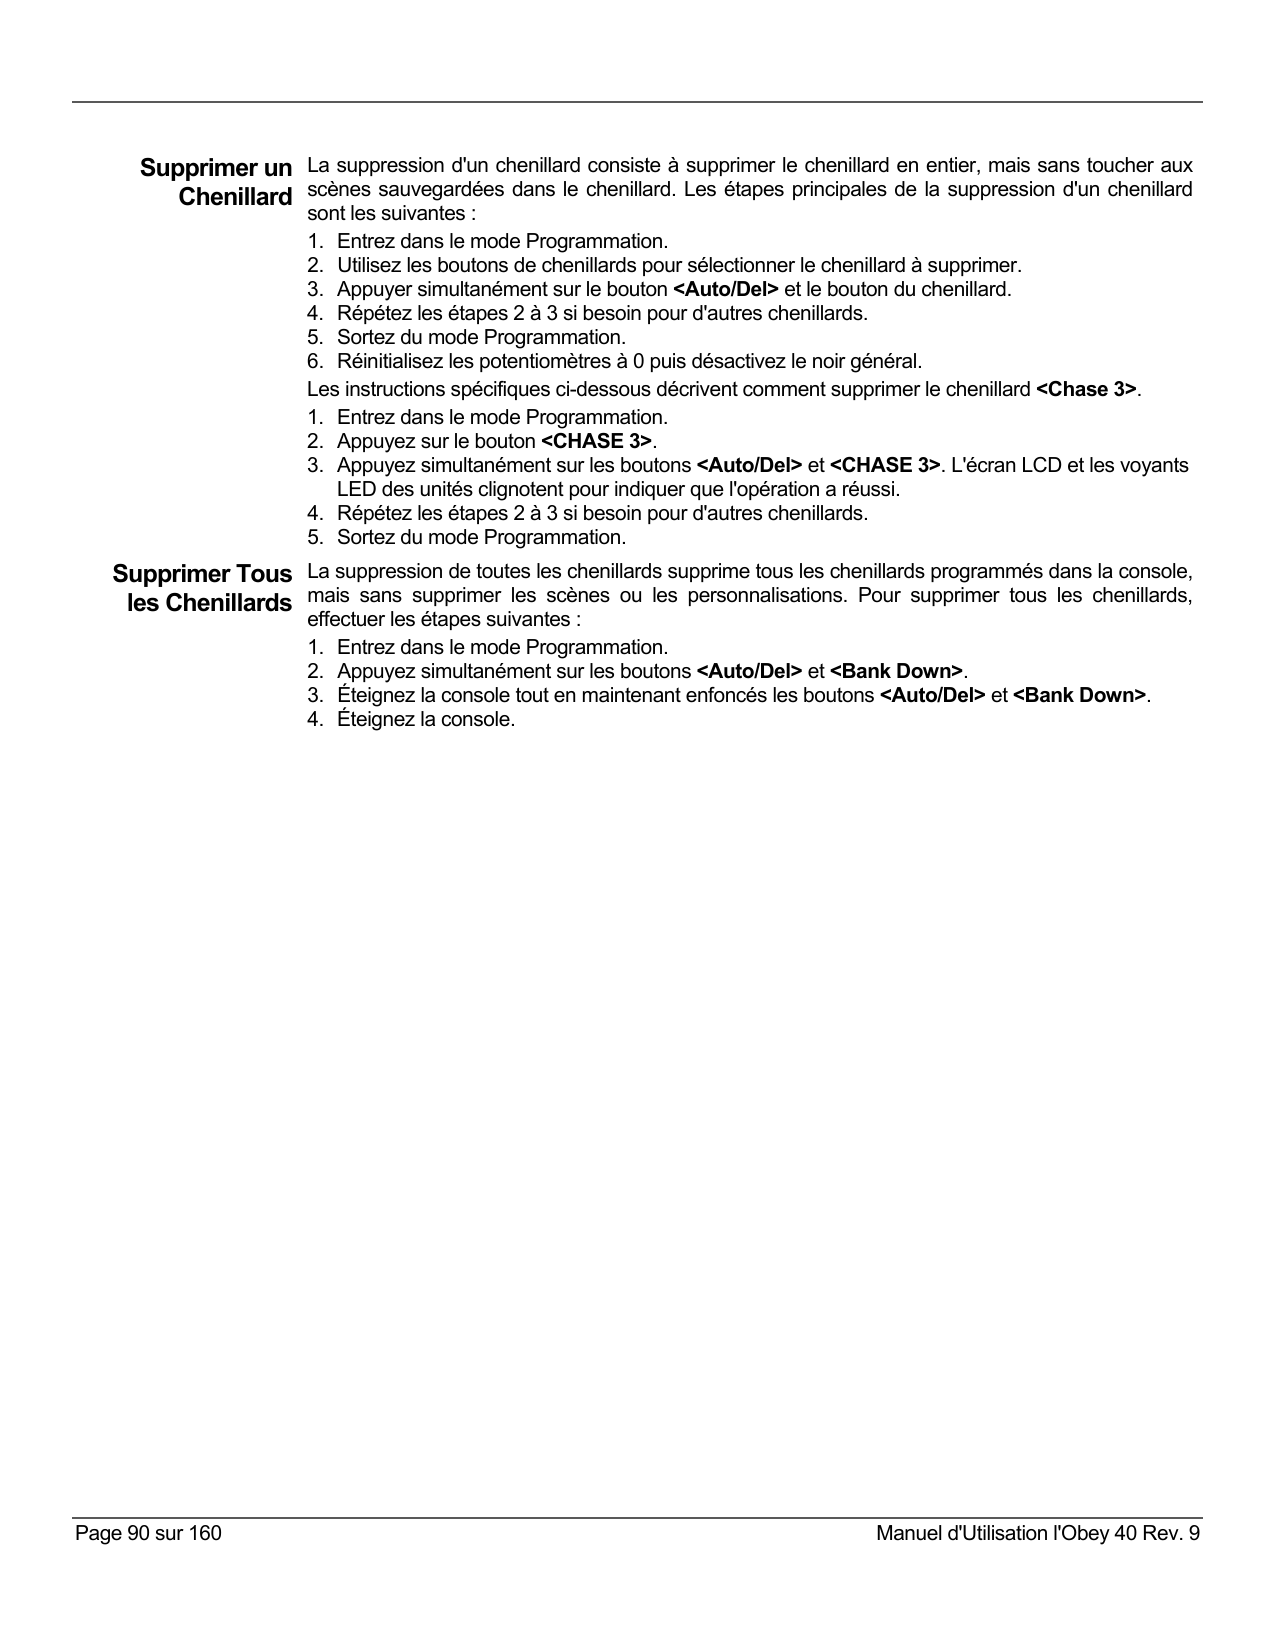 Supprimer un
Chenillard
La suppression d'un chenillard consiste à supprimer le chenillard en entier, mais sans toucher aux
scènes sauvegardées dans le chenillard. Les étapes principales de la suppression d'un chenillard
sont les suivantes :
1. Entrez dans le mode Programmation.
2. Utilisez les boutons de chenillards pour sélectionner le chenillard à supprimer.
3. Appuyer simultanément sur le bouton <Auto/Del> et le bouton du chenillard.
4. Répétez les étapes 2 à 3 si besoin pour d'autres chenillards.
5. Sortez du mode Programmation.
6. Réinitialisez les potentiomètres à 0 puis désactivez le noir général.
Les instructions spécifiques ci-dessous décrivent comment supprimer le chenillard <Chase 3>.
1. Entrez dans le mode Programmation.
2. Appuyez sur le bouton <CHASE 3>.
3. Appuyez simultanément sur les boutons <Auto/Del> et <CHASE 3>. L'écran LCD et les voyants
LED des unités clignotent pour indiquer que l'opération a réussi.
4. Répétez les étapes 2 à 3 si besoin pour d'autres chenillards.
5. Sortez du mode Programmation.
Supprimer Tous
les Chenillards
La suppression de toutes les chenillards supprime tous les chenillards programmés dans la console,
mais sans supprimer les scènes ou les personnalisations. Pour supprimer tous les chenillards,
effectuer les étapes suivantes :
1. Entrez dans le mode Programmation.
2. Appuyez simultanément sur les boutons <Auto/Del> et <Bank Down>.
3. Éteignez la console tout en maintenant enfoncés les boutons <Auto/Del> et <Bank Down>.
4. Éteignez la console.
Page 90 sur 160
Manuel d'Utilisation l'Obey 40 Rev. 9